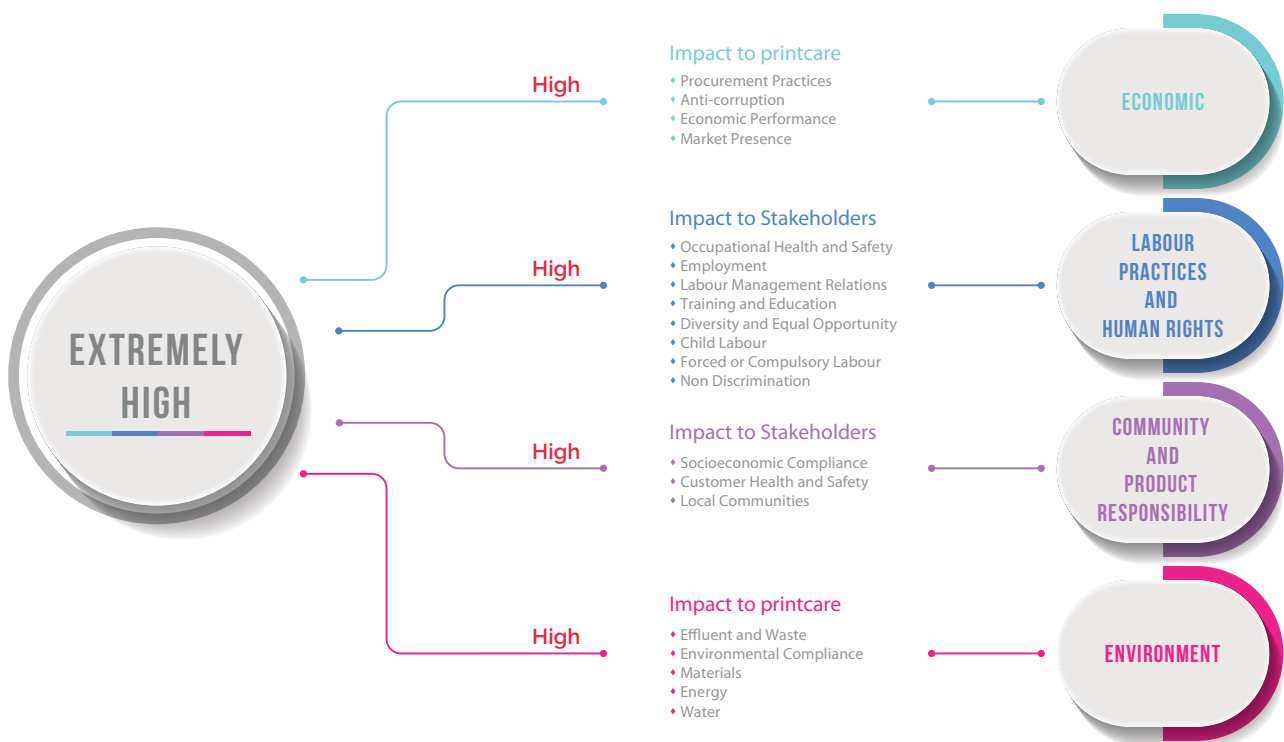 EXTREMELY
HIGH
High
Impact to printcare
Procurement Practices
Anti-corruption
Economic Performance
Market Presence
ECONOMIC
High
Impact to Stakeholders
Occupational Health and Safety
Employment
Labour Management Relations
Training and Education
Diversity and Equal Opportunity
Child Labour
Forced or Compulsory Labour
Non Discrimination
LABOUR
PRACTICES
AND
HUMAN RIGHTS
High
Impact to Stakeholders
Socioeconomic Compliance
Customer Health and Safety
Local Communities
COMMUNITY
AND
PRODUCT
RESPONSIBILITY
High
Impact to printcare
Effluent and Waste
Environmental Compliance
Materials
Energy
Water
ENVIRONMENT